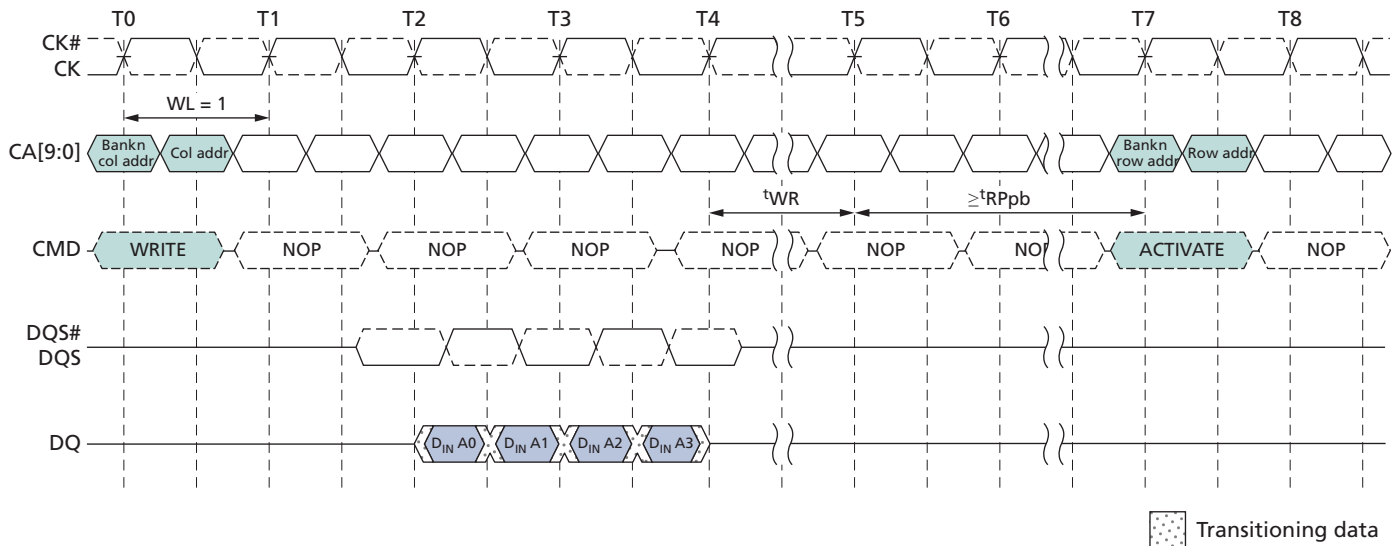 T0 T1 T2 T3 T4 T5 T6 T7 T8
CK#
CK
WL = 1
CA[9:0]
Bankn
col addr
Col addr
Bankn
row addr
Row addr
tWR
≥tRPpb
CMD
WRITE NOP NOP NOP NOP NOP NOP ACTIVATE NOP
DQS#
DQS
DQ
DIN A0 DIN A1 DIN A2 DIN A3
Transitioning data